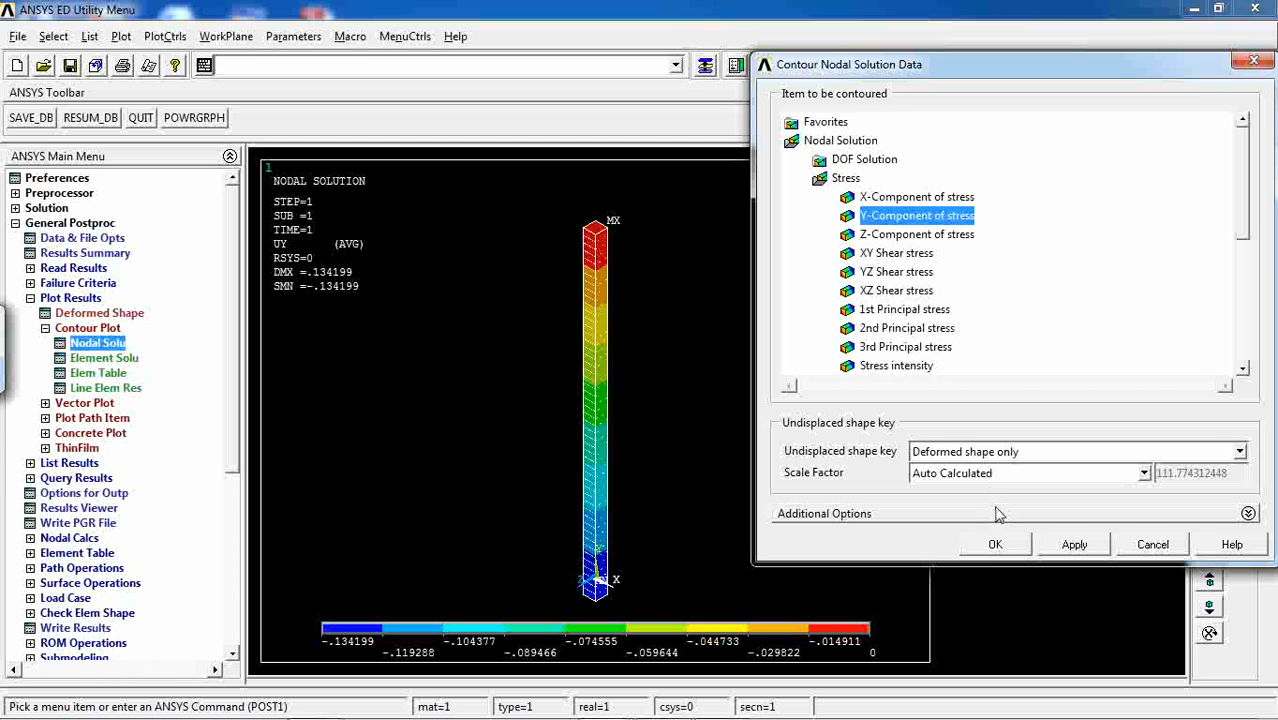 ANSYS ED Utility Menu
File Select List Plot PlotCtrls WorkPlane Parameters Macro MenuCtrls Help
ANSYS Toolbar
SAVE_DB RESUM_DB QUIT POWRGRPH
ANSYS Main Menu
Preferences
Preprocessor
Solution
General Postproc
Data & File Opts
Results Summary
Read Results
Failure Criteria
Plot Results
Deformed Shape
Contour Plot
Nodal Solu
Element Solu
Elem Table
Line Elem Res
Vector Plot
Plot Path Item
Concrete Plot
ThinFilm
List Results
Query Results
Options for Outp
Results Viewer
Write PGR File
Nodal Calcs
Element Table
Path Operations
Surface Operations
Load Case
Check Elem Shape
Write Results
ROM Operations
Submodeling
1
NODAL SOLUTION
STEP=1
SUB =1
TIME=1
UY (AVG)
RSYS=0
DMX =.134199
SMN =-.134199
MX
Z X
-.134199 -.104377 -.074555 -.044733 -.014911
-.119288 -.089466 -.059644 -.029822 0
Contour Nodal Solution Data
Item to be contoured
Favorites
Nodal Solution
DOF Solution
Stress
X-Component of stress
Y-Component of stress
Z-Component of stress
XY Shear stress
YZ Shear stress
XZ Shear stress
1st Principal stress
2nd Principal stress
3rd Principal stress
Stress intensity
Undisplaced shape key
Undisplaced shape key Deformed shape only
Scale Factor Auto Calculated 111.774312448
Additional Options
OK Apply Cancel Help
Pick a menu item or enter an ANSYS Command (POST1) mat=1 type=1 real=1 csys=0 secn=1